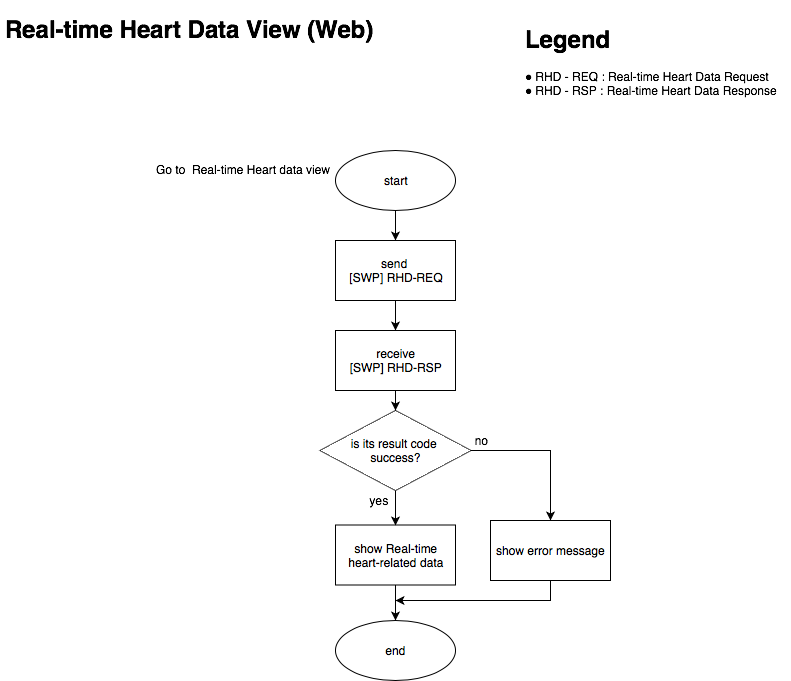 Real-time Heart Data View (Web)
Legend
● RHD - REQ : Real-time Heart Data Request
● RHD - RSP : Real-time Heart Data Response
Go to  Real-time Heart data view
start
send
[SWP] RHD-REQ
receive
[SWP] RHD-RSP
is its result code
success?
no
yes
show Real-time
heart-related data
show error message
end